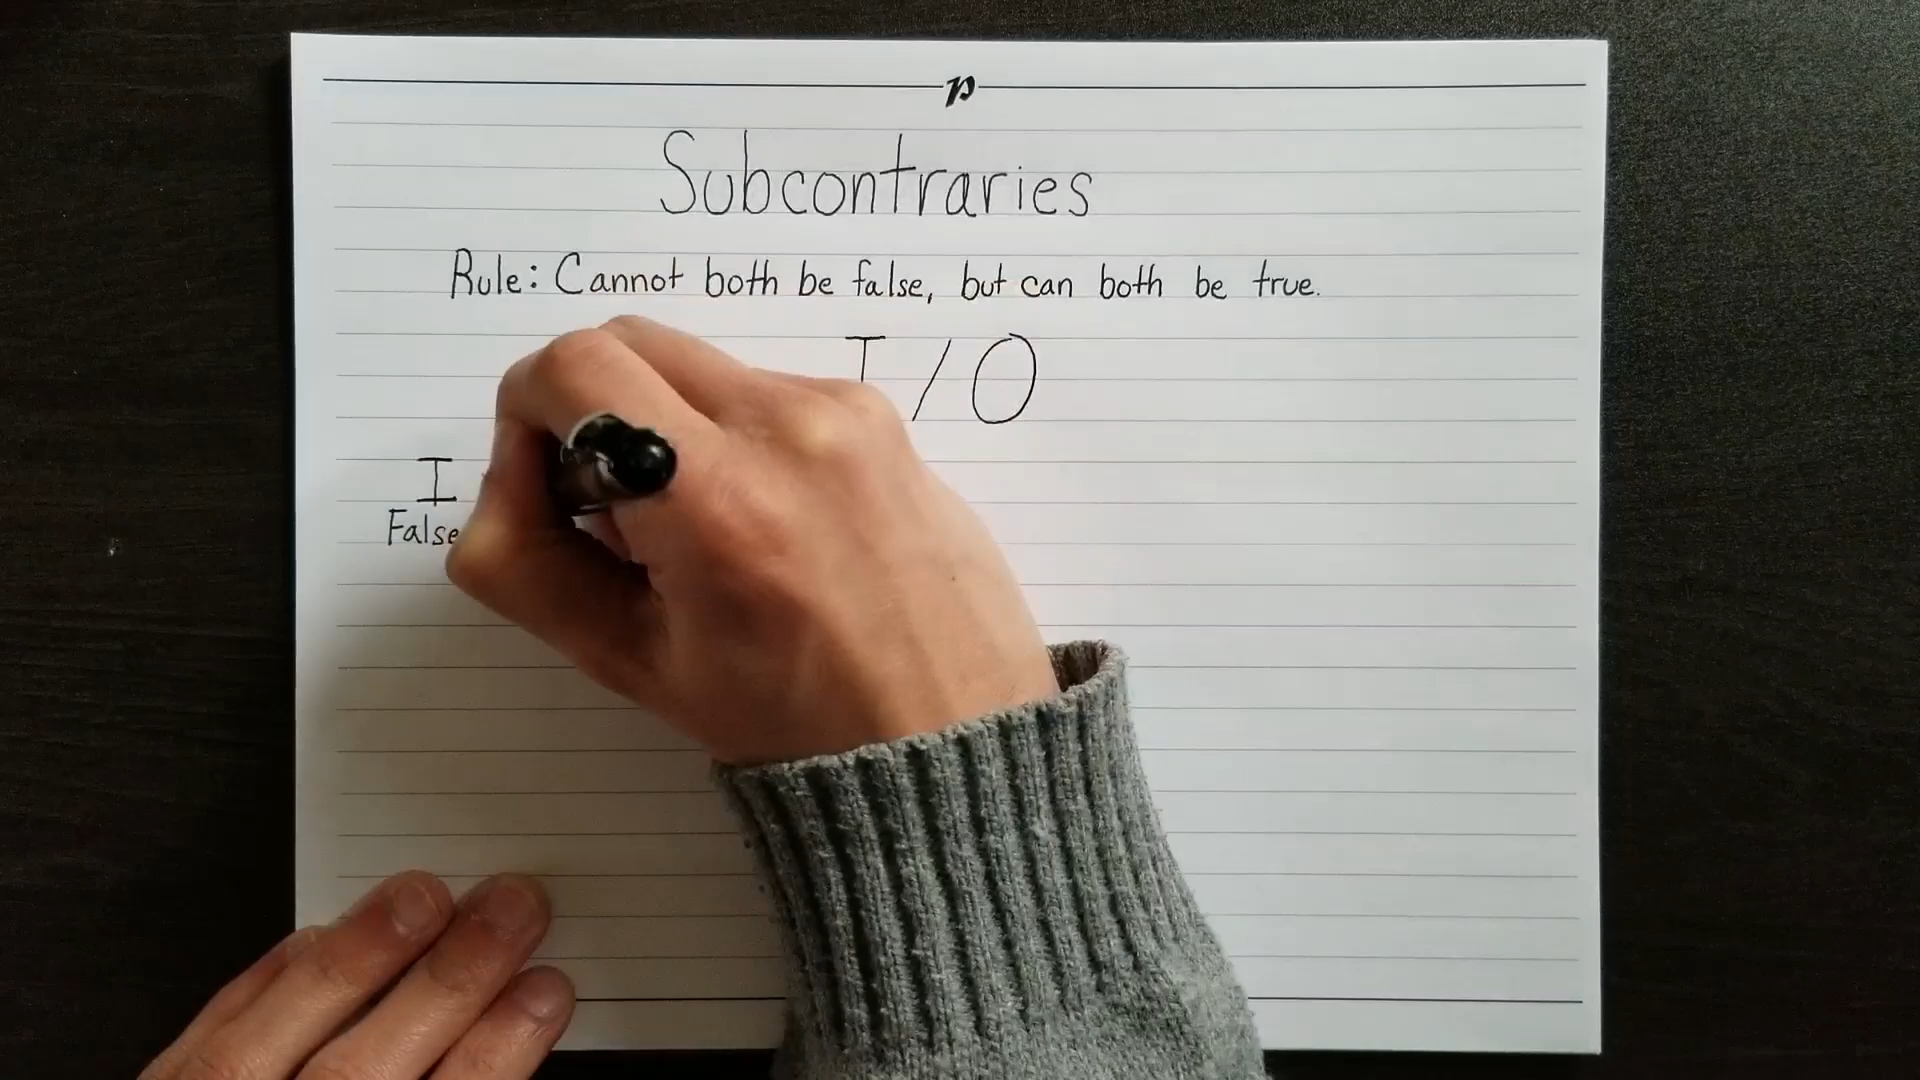 p
Subcontraries
Rule: Cannot both be false, but can both be true.
I / O
I
False